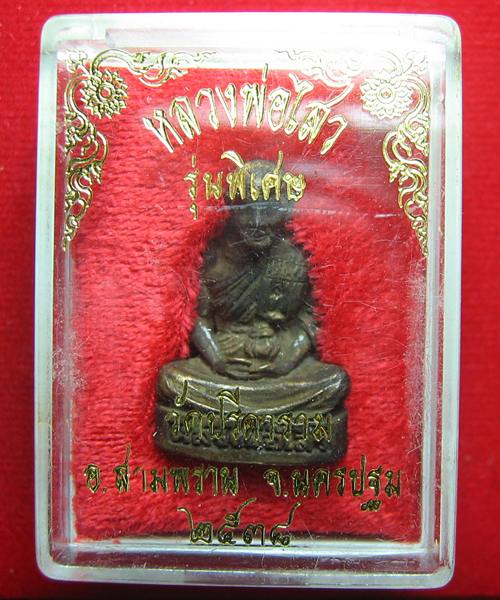 หลวงพ่อไสว
รุ่นพิเศษ
วัดปรีดาราม
อ.สามพราน จ.นครปฐม
๒๕๓๘